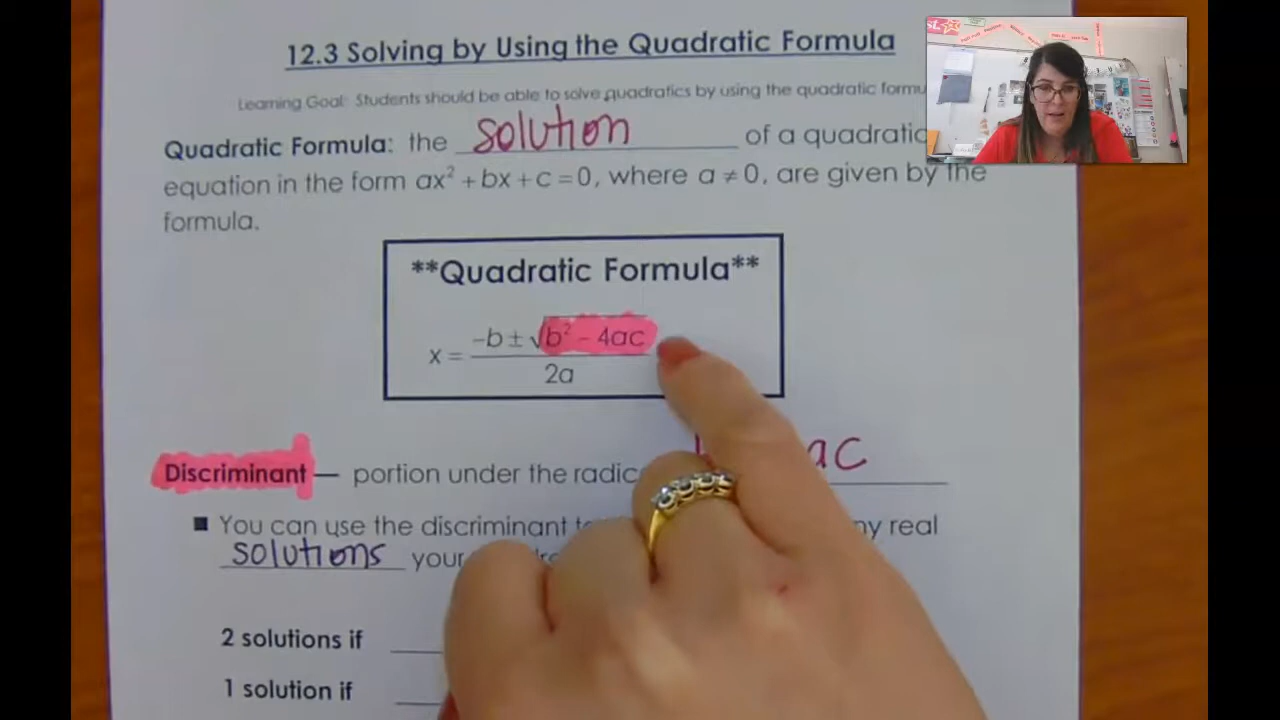 12.3 Solving by Using the Quadratic Formula
Learning Goal: Students should be able to solve quadratics by using the quadratic formu
Quadratic Formula: the solution of a quadratic
equation in the form ax² + bx + c = 0, where a ≠ 0, are given by the
formula.
**Quadratic Formula**
x = -b ± √b² - 4ac
2a
Discriminant — portion under the radic ac
■ You can use the discriminant ny real
solutions your
2 solutions if
1 solution if